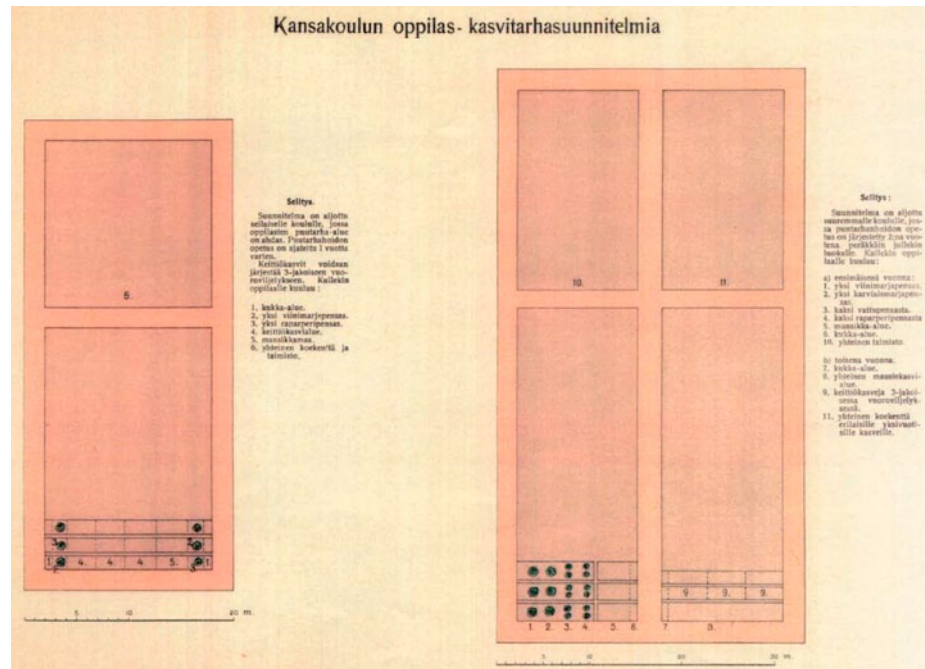 Kansakoulun oppilas- kasvitarhasuunnitelmia
6.
Selitys.
Suunnitelma on aijottu
sellaiselle koululle, jossa
oppilasten puutarha-alue
on ahdas. Puutarhahoidon
opetus on ajateltu 1 vuotta
varten.
Keittiökasvit voidaan
järjestää 3-jakoiseen vuo-
roviljelykseen. Kullekin
oppilaalle kuuluu:
1. kukka-alue.
2. yksi viinimarjapensas.
3. yksi raparperipensas.
4. keittiökasvialue.
5. mansikkamaa.
6. yhteinen koekenttä ja
taimisto.
3. 2.
1. 4. 4. 4. 5. 1.
2. 3.
5 10 20 m.
10.
11.
9. 9. 9.
1. 2. 3. 4. 5. 6. 7. 8.
5 10 20 30 m.
Selitys:
Suunnitelma on aijottu
suuremmalle koululle, jos-
sa puutarhanhoidon ope-
tus on järjestetty 2:na vuo-
tena peräkkäin jollekin
luokalle. Kullekin oppi-
laalle kuuluu:
a) ensimäisenä vuonna:
1. yksi viinimarjapensas.
2. yksi karviaismarjapen-
sas.
3. kaksi vattupensasta.
4. kaksi raparperipensasta
5. mansikka-alue.
6. kukka-alue.
10. yhteinen taimisto.
b) toisena vuonna.
7. kukka-alue.
8. yhteinen maustekasvi-
alue.
9. keittiökasveja 3-jakoi-
sessa vuoroviljelyk-
sessä.
11. yhteinen koekenttä
erilaisille yksivuoti-
sille kasveille.